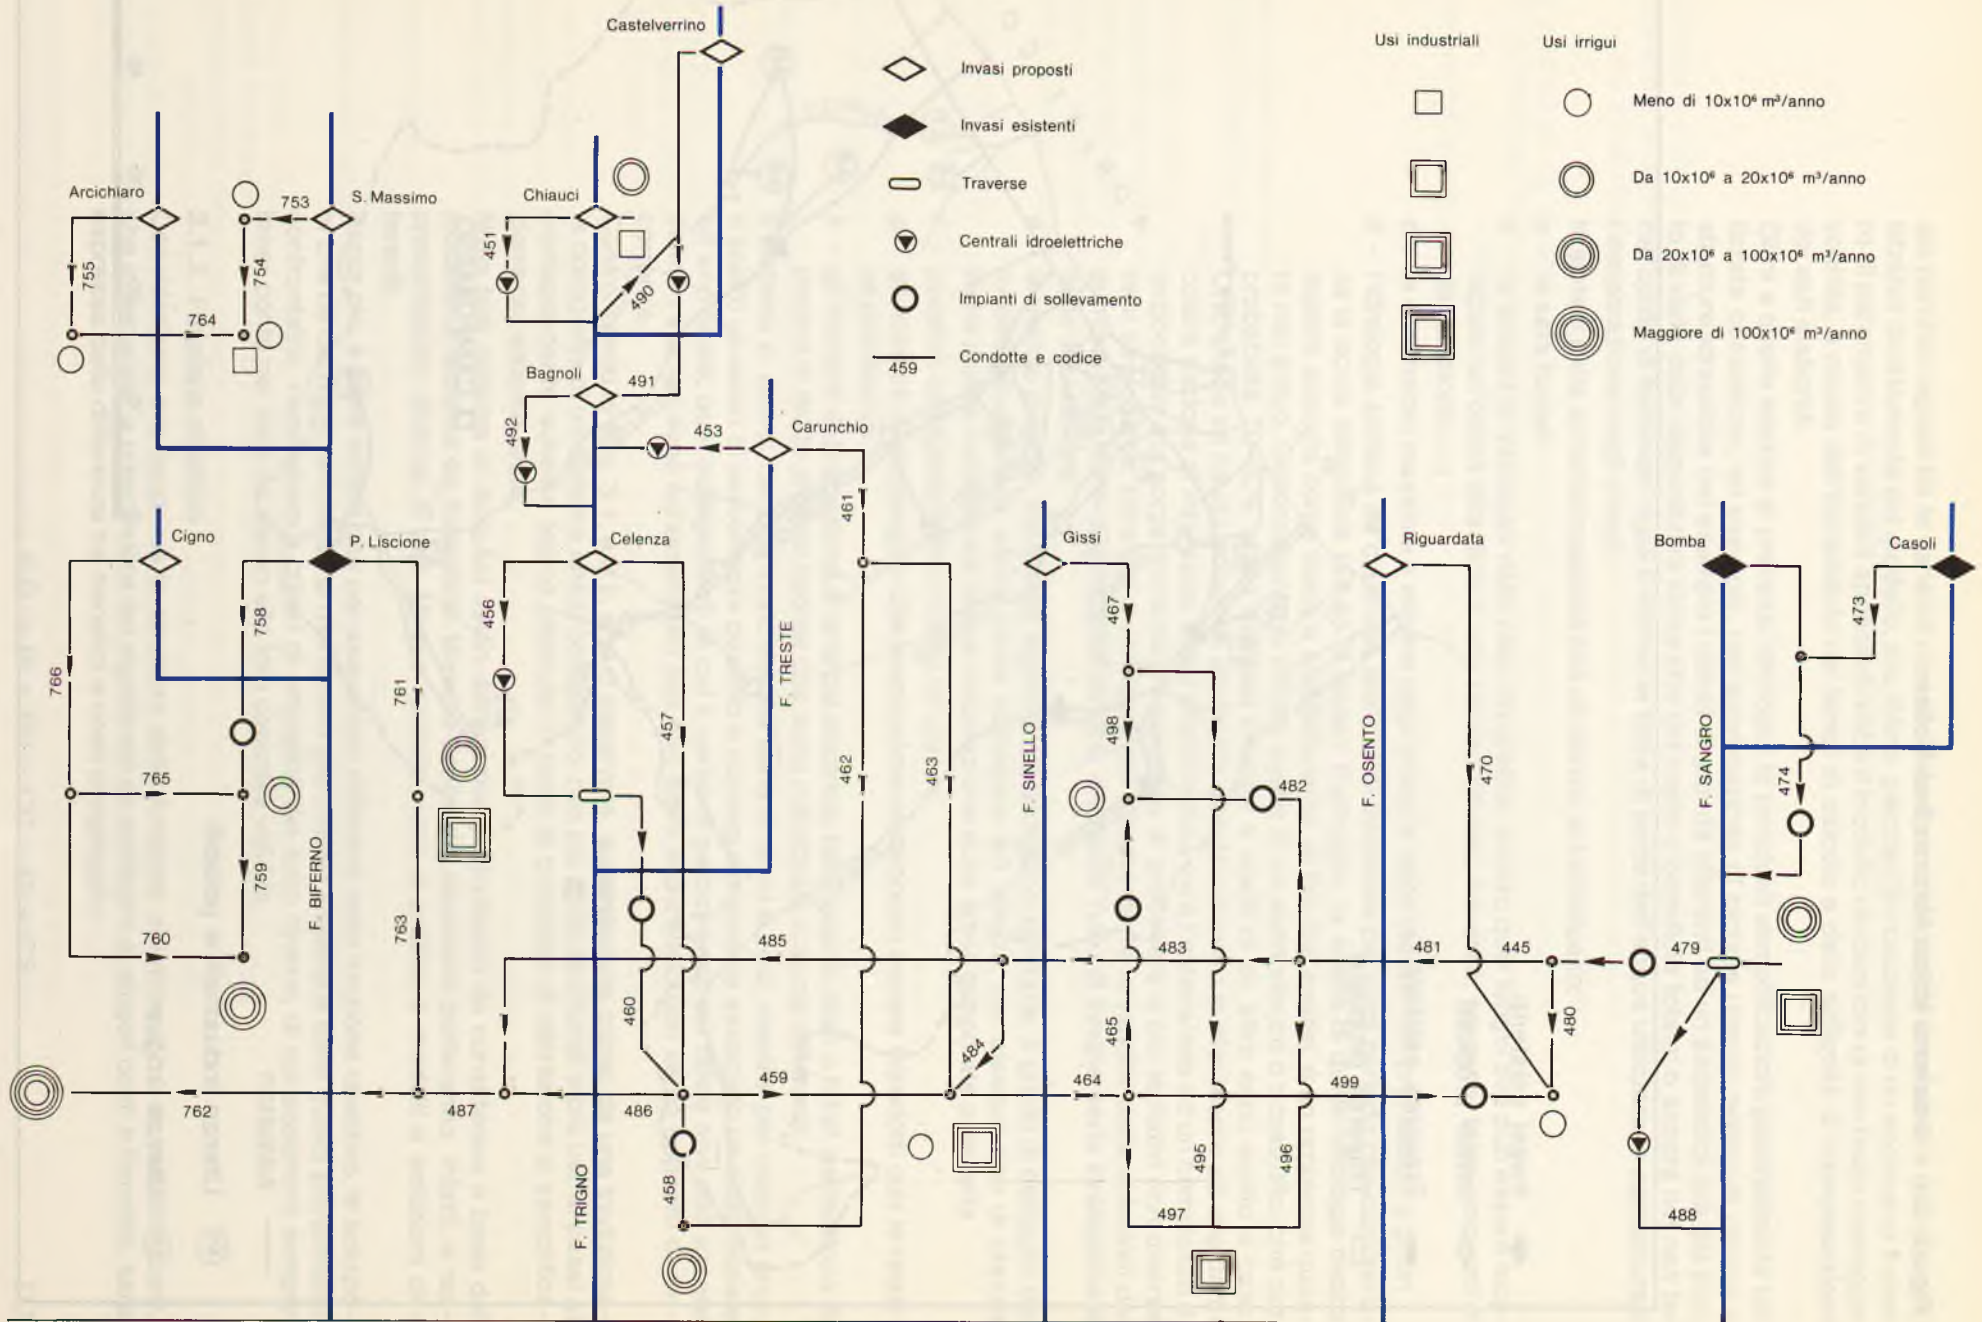 Castelverrino
Usi industriali
Usi irrigui
Invasi proposti
Meno di 10x10⁶ m³/anno
Invasi esistenti
Da 10x10⁶ a 20x10⁶ m³/anno
Traverse
Centrali idroelettriche
Da 20x10⁶ a 100x10⁶ m³/anno
Impianti di sollevamento
Maggiore di 100x10⁶ m³/anno
Condotte e codice
459
Arcichiaro
753
S. Massimo
Chiauci
755
754
451
490
764
Bagnoli
491
492
453
Carunchio
461
Cigno
P. Liscione
Celenza
Gissi
Riguardata
Bomba
Casoli
758
456
467
473
766
761
457
F. TRESTE
498
462
463
F. SINELLO
482
F. OSENTO
470
F. SANGRO
474
765
759
F. BIFERNO
760
763
485
483
481
445
479
460
465
480
484
762
487
486
459
464
499
F. TRIGNO
458
495
496
497
488